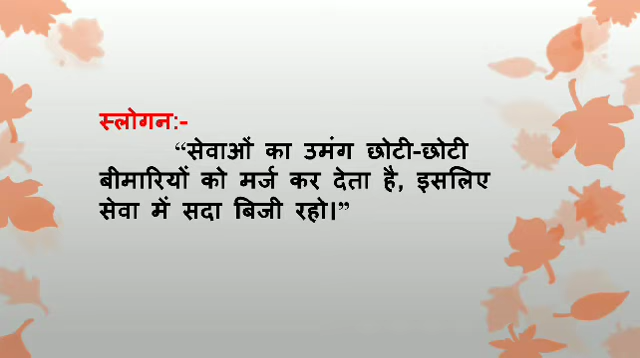 स्लोगन:-
“सेवाओं का उमंग छोटी-छोटी
बीमारियों को मर्ज कर देता है, इसलिए
सेवा में सदा बिजी रहो।”